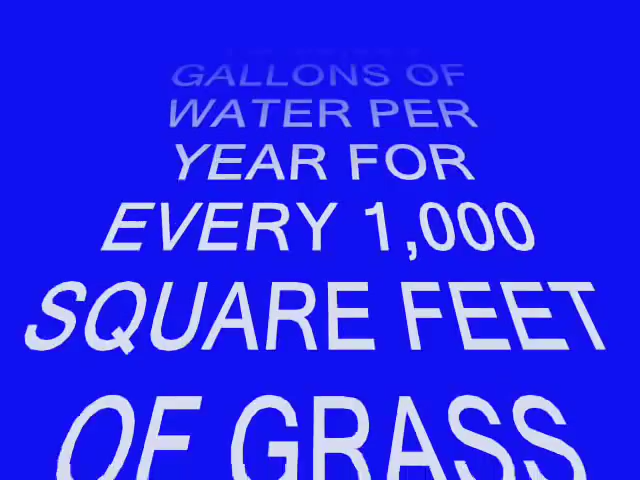 GALLONS OF
WATER PER
YEAR FOR
EVERY 1,000
SQUARE FEET
OF GRASS